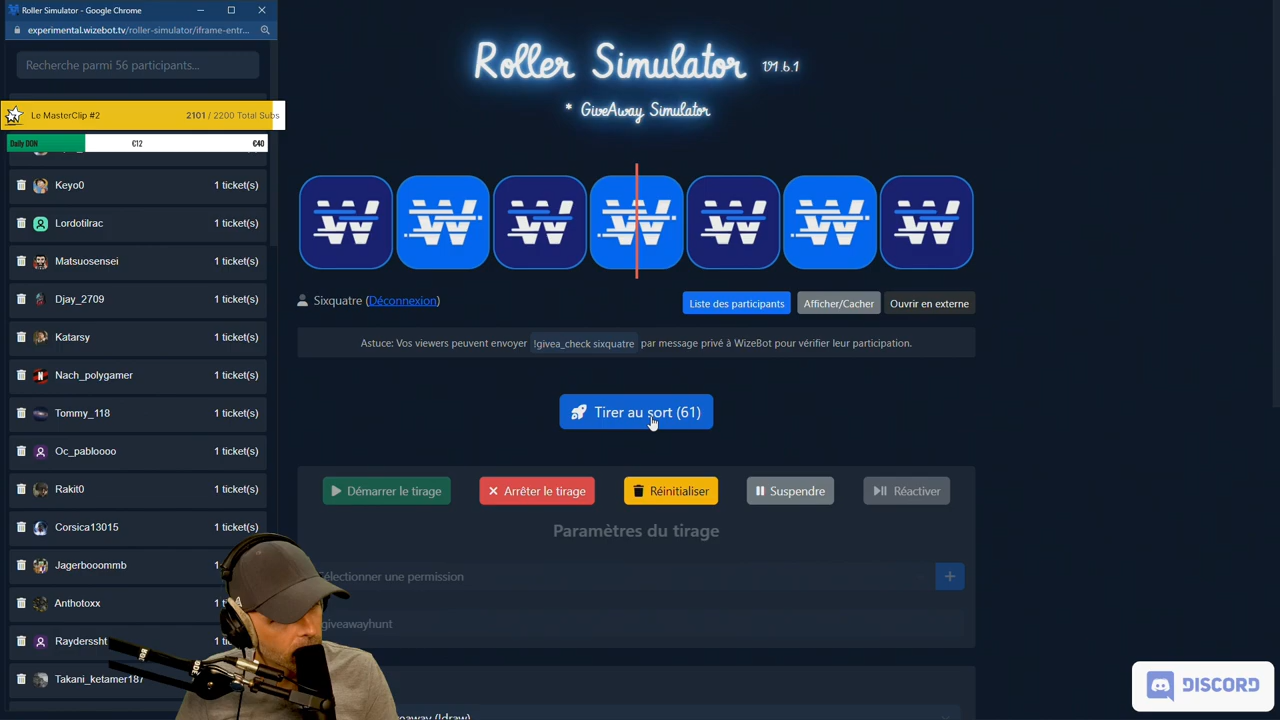 Roller Simulator - Google Chrome
experimental.wizebot.tv/roller-simulator/iframe-entr...
Recherche parmi 56 participants...
Le MasterClip #2 2101 / 2200 Total Subs
Daily DON €12 €40
Keyo0 1 ticket(s)
Lordotilrac 1 ticket(s)
Matsuosensei 1 ticket(s)
Djay_2709 1 ticket(s)
Katarsy 1 ticket(s)
Nach_polygamer 1 ticket(s)
Tommy_118 1 ticket(s)
Oc_pabloooo 1 ticket(s)
Rakit0 1 ticket(s)
Corsica13015 1 ticket(s)
Jagercoommb
Anthotoxx
Rayderssht
Takani_ketamer187
Roller Simulator 191.6.1
* GiveAway Simulator
Sixquatre (Déconnexion)
Liste des participants Afficher/Cacher Ouvrir en externe
Astuce: Vos viewers peuvent envoyer !givea_check sixquatre par message privé à WizeBot pour vérifier leur participation.
Tirer au sort (61)
Démarrer le tirage Arrêter le tirage Réinitialiser Suspendre Réactiver
Paramètres du tirage
Sélectionner une permission
giveawayhunt
(!draw)
DISCORD